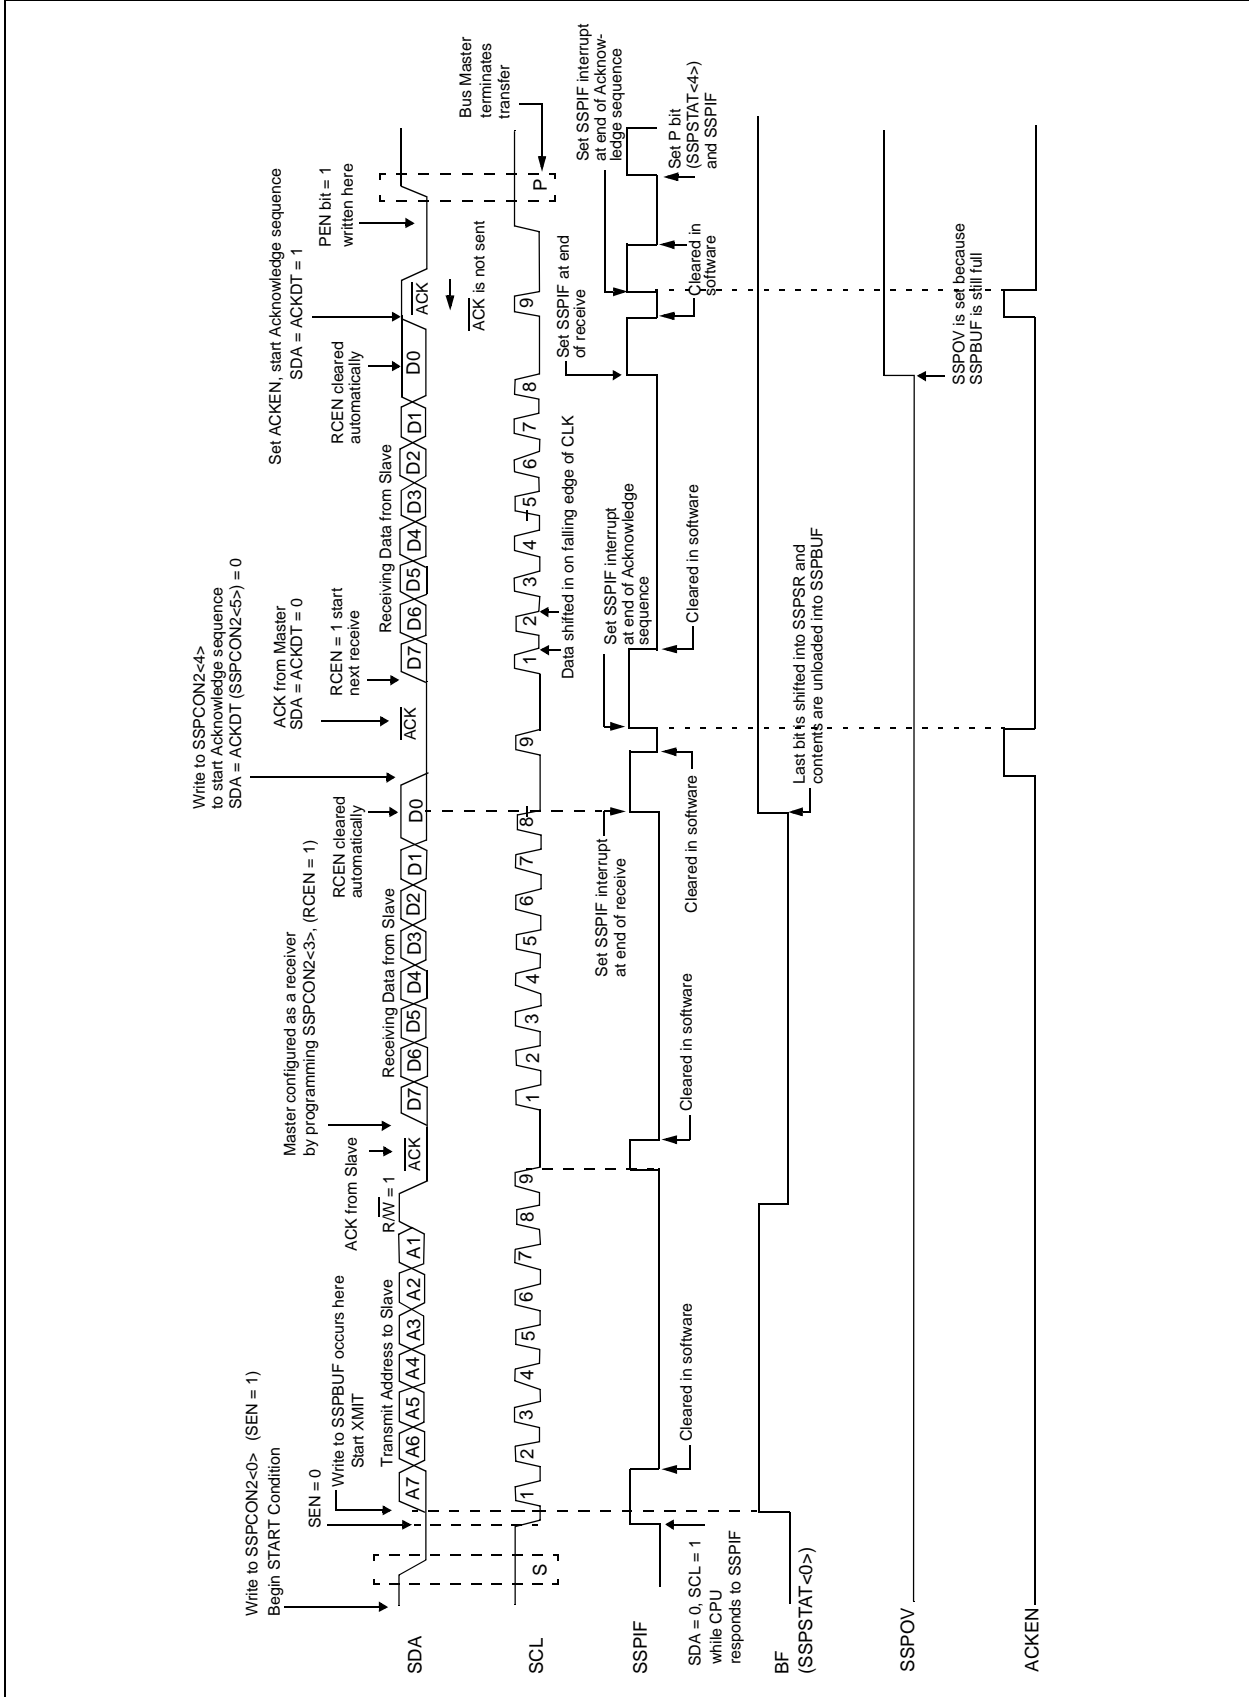 Write to SSPCON2<4>
to start Acknowledge sequence
SDA = ACKDT (SSPCON2<5>) = 0
Write to SSPCON2<0> (SEN = 1)
Begin START Condition
Master configured as a receiver
by programming SSPCON2<3>, (RCEN = 1)
ACK from Master
SDA = ACKDT = 0
Set ACKEN, start Acknowledge sequence
SDA = ACKDT = 1
SEN = 0
Write to SSPBUF occurs here
Start XMIT
ACK from Slave
RCEN cleared
automatically
RCEN = 1 start
next receive
RCEN cleared
automatically
PEN bit = 1
written here
Transmit Address to Slave
R/W = 1
Receiving Data from Slave
Receiving Data from Slave
SDA
A7 A6 A5 A4 A3 A2 A1 ACK D7 D6 D5 D4 D3 D2 D1 D0 ACK D7 D6 D5 D4 D3 D2 D1 D0 ACK
ACK is not sent
Bus Master
terminates
transfer
SCL
S 1 2 3 4 5 6 7 8 9 1 2 3 4 5 6 7 8 9 1 2 3 4 5 6 7 8 9 P
Data shifted in on falling edge of CLK
Set SSPIF interrupt
at end of receive
Set SSPIF interrupt
at end of Acknowledge
sequence
Set SSPIF at end
of receive
Set SSPIF interrupt
at end of Acknow-
ledge sequence
SSPIF
SDA = 0, SCL = 1
while CPU
responds to SSPIF
Cleared in software
Cleared in software
Cleared in software
Cleared in software
Cleared in
software
Set P bit
(SSPSTAT<4>)
and SSPIF
BF
(SSPSTAT<0>)
Last bit is shifted into SSPSR and
contents are unloaded into SSPBUF
SSPOV
SSPOV is set because
SSPBUF is still full
ACKEN